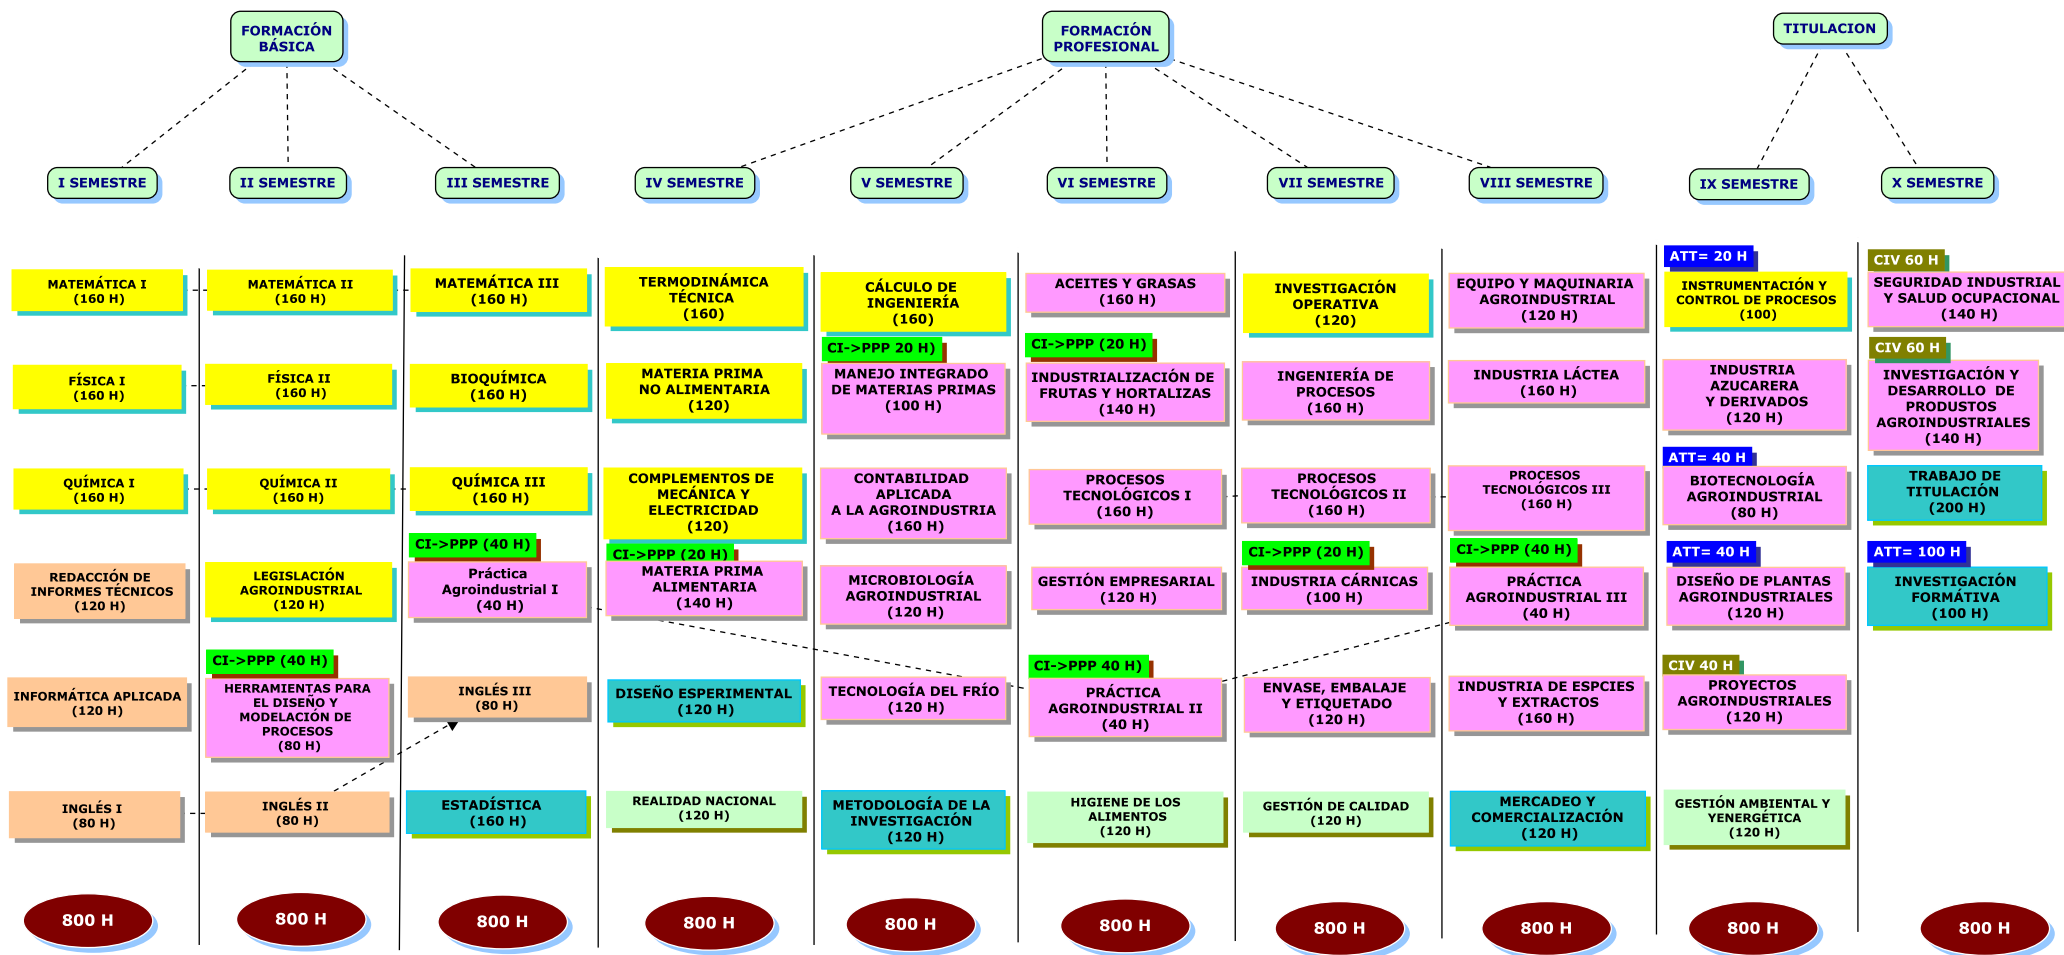 FORMACIÓN
BÁSICA
FORMACIÓN
PROFESIONAL
TITULACION
I SEMESTRE
II SEMESTRE
III SEMESTRE
IV SEMESTRE
V SEMESTRE
VI SEMESTRE
VII SEMESTRE
VIII SEMESTRE
IX SEMESTRE
X SEMESTRE
MATEMÁTICA I
(160 H)
FÍSICA I
(160 H)
QUÍMICA I
(160 H)
REDACCIÓN DE
INFORMES TÉCNICOS
(120 H)
INFORMÁTICA APLICADA
(120 H)
INGLÉS I
(80 H)
800 H
MATEMÁTICA II
(160 H)
FÍSICA II
(160 H)
QUÍMICA II
(160 H)
LEGISLACIÓN
AGROINDUSTRIAL
(120 H)
CI->PPP (40 H)
HERRAMIENTAS PARA
EL DISEÑO Y
MODELACIÓN DE
PROCESOS
(80 H)
INGLÉS II
(80 H)
800 H
MATEMÁTICA III
(160 H)
BIOQUÍMICA
(160 H)
QUÍMICA III
(160 H)
CI->PPP (40 H)
Práctica
Agroindustrial I
(40 H)
INGLÉS III
(80 H)
ESTADÍSTICA
(160 H)
800 H
TERMODINÁMICA
TÉCNICA
(160)
MATERIA PRIMA
NO ALIMENTARIA
(120)
COMPLEMENTOS DE
MECÁNICA Y
ELECTRICIDAD
(120)
CI->PPP (20 H)
MATERIA PRIMA
ALIMENTARIA
(140 H)
DISEÑO ESPERIMENTAL
(120 H)
REALIDAD NACIONAL
(120 H)
800 H
CÁLCULO DE
INGENIERÍA
(160)
CI->PPP 20 H)
MANEJO INTEGRADO
DE MATERIAS PRIMAS
(100 H)
CONTABILIDAD
APLICADA
A LA AGROINDUSTRIA
(160 H)
MICROBIOLOGÍA
AGROINDUSTRIAL
(120 H)
TECNOLOGÍA DEL FRÍO
(120 H)
METODOLOGÍA DE LA
INVESTIGACIÓN
(120 H)
800 H
ACEITES Y GRASAS
(160 H)
CI->PPP (20 H)
INDUSTRIALIZACIÓN DE
FRUTAS Y HORTALIZAS
(140 H)
PROCESOS
TECNOLÓGICOS I
(160 H)
GESTIÓN EMPRESARIAL
(120 H)
CI->PPP 40 H)
PRÁCTICA
AGROINDUSTRIAL II
(40 H)
HIGIENE DE LOS
ALIMENTOS
(120 H)
800 H
INVESTIGACIÓN
OPERATIVA
(120)
INGENIERÍA DE
PROCESOS
(160 H)
PROCESOS
TECNOLÓGICOS II
(160 H)
CI->PPP (20 H)
INDUSTRIA CÁRNICAS
(100 H)
ENVASE, EMBALAJE
Y ETIQUETADO
(120 H)
GESTIÓN DE CALIDAD
(120 H)
800 H
EQUIPO Y MAQUINARIA
AGROINDUSTRIAL
(120 H)
INDUSTRIA LÁCTEA
(160 H)
PROCESOS
TECNOLÓGICOS III
(160 H)
CI->PPP (40 H)
PRÁCTICA
AGROINDUSTRIAL III
(40 H)
INDUSTRIA DE ESPCIES
Y EXTRACTOS
(160 H)
MERCADEO Y
COMERCIALIZACIÓN
(120 H)
800 H
ATT= 20 H
INSTRUMENTACIÓN Y
CONTROL DE PROCESOS
(100)
INDUSTRIA
AZUCARERA
Y DERIVADOS
(120 H)
ATT= 40 H
BIOTECNOLOGÍA
AGROINDUSTRIAL
(80 H)
ATT= 40 H
DISEÑO DE PLANTAS
AGROINDUSTRIALES
(120 H)
CIV 40 H
PROYECTOS
AGROINDUSTRIALES
(120 H)
GESTIÓN AMBIENTAL Y
YENERGÉTICA
(120 H)
800 H
CIV 60 H
SEGURIDAD INDUSTRIAL
Y SALUD OCUPACIONAL
(140 H)
CIV 60 H
INVESTIGACIÓN Y
DESARROLLO DE
PRODUSTOS
AGROINDUSTRIALES
(140 H)
TRABAJO DE
TITULACIÓN
(200 H)
ATT= 100 H
INVESTIGACIÓN
FORMÁTIVA
(100 H)
800 H